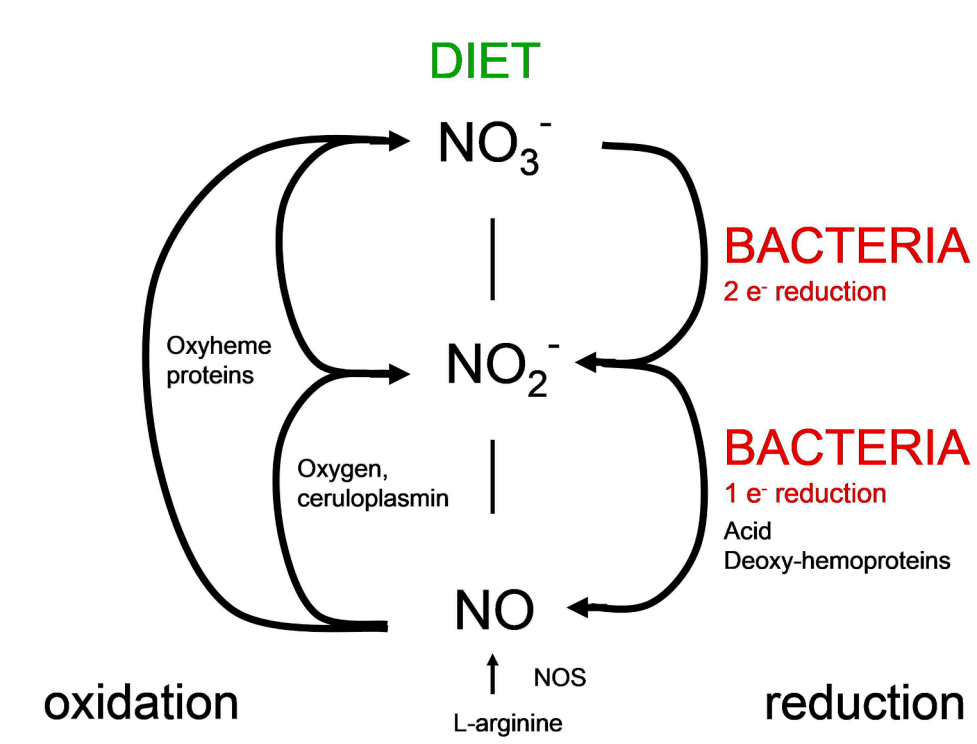 DIET
NO₃⁻
BACTERIA
2 e⁻ reduction
Oxyheme
proteins
NO₂⁻
BACTERIA
1 e⁻ reduction
Acid
Deoxy-hemoproteins
Oxygen,
ceruloplasmin
NO
NOS
L-arginine
oxidation
reduction